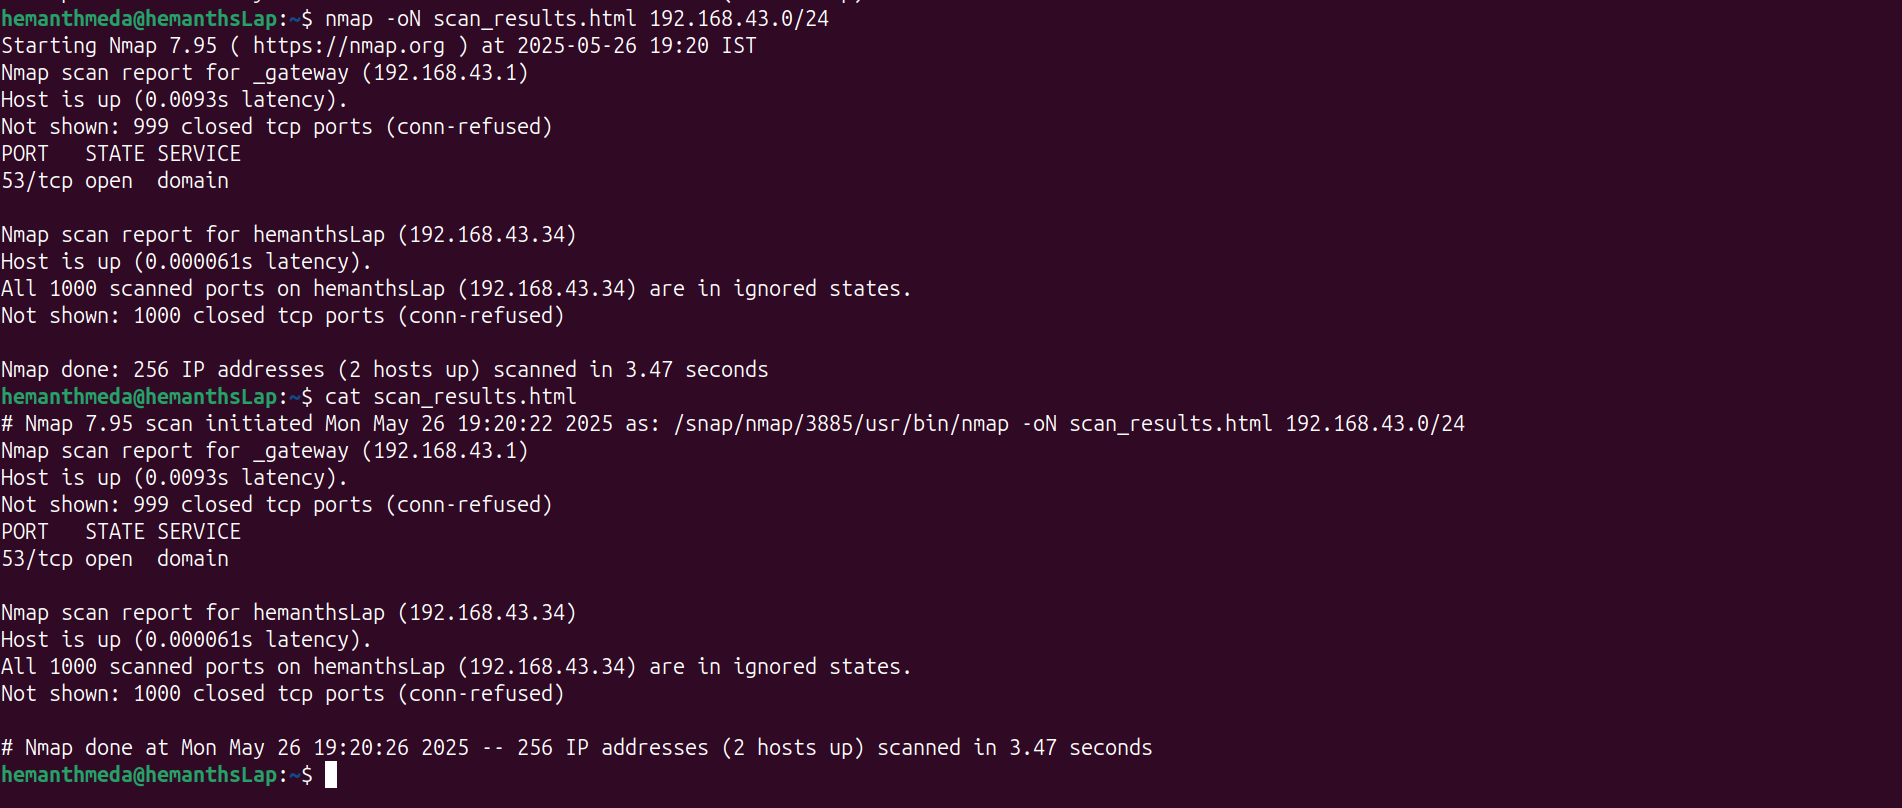 hemanthmeda@hemanthsLap:~$ nmap -oN scan_results.html 192.168.43.0/24
Starting Nmap 7.95 ( https://nmap.org ) at 2025-05-26 19:20 IST
Nmap scan report for _gateway (192.168.43.1)
Host is up (0.0093s latency).
Not shown: 999 closed tcp ports (conn-refused)
PORT   STATE SERVICE
53/tcp open  domain

Nmap scan report for hemanthsLap (192.168.43.34)
Host is up (0.000061s latency).
All 1000 scanned ports on hemanthsLap (192.168.43.34) are in ignored states.
Not shown: 1000 closed tcp ports (conn-refused)

Nmap done: 256 IP addresses (2 hosts up) scanned in 3.47 seconds
hemanthmeda@hemanthsLap:~$ cat scan_results.html
# Nmap 7.95 scan initiated Mon May 26 19:20:22 2025 as: /snap/nmap/3885/usr/bin/nmap -oN scan_results.html 192.168.43.0/24
Nmap scan report for _gateway (192.168.43.1)
Host is up (0.0093s latency).
Not shown: 999 closed tcp ports (conn-refused)
PORT   STATE SERVICE
53/tcp open  domain

Nmap scan report for hemanthsLap (192.168.43.34)
Host is up (0.000061s latency).
All 1000 scanned ports on hemanthsLap (192.168.43.34) are in ignored states.
Not shown: 1000 closed tcp ports (conn-refused)

# Nmap done at Mon May 26 19:20:26 2025 -- 256 IP addresses (2 hosts up) scanned in 3.47 seconds
hemanthmeda@hemanthsLap:~$